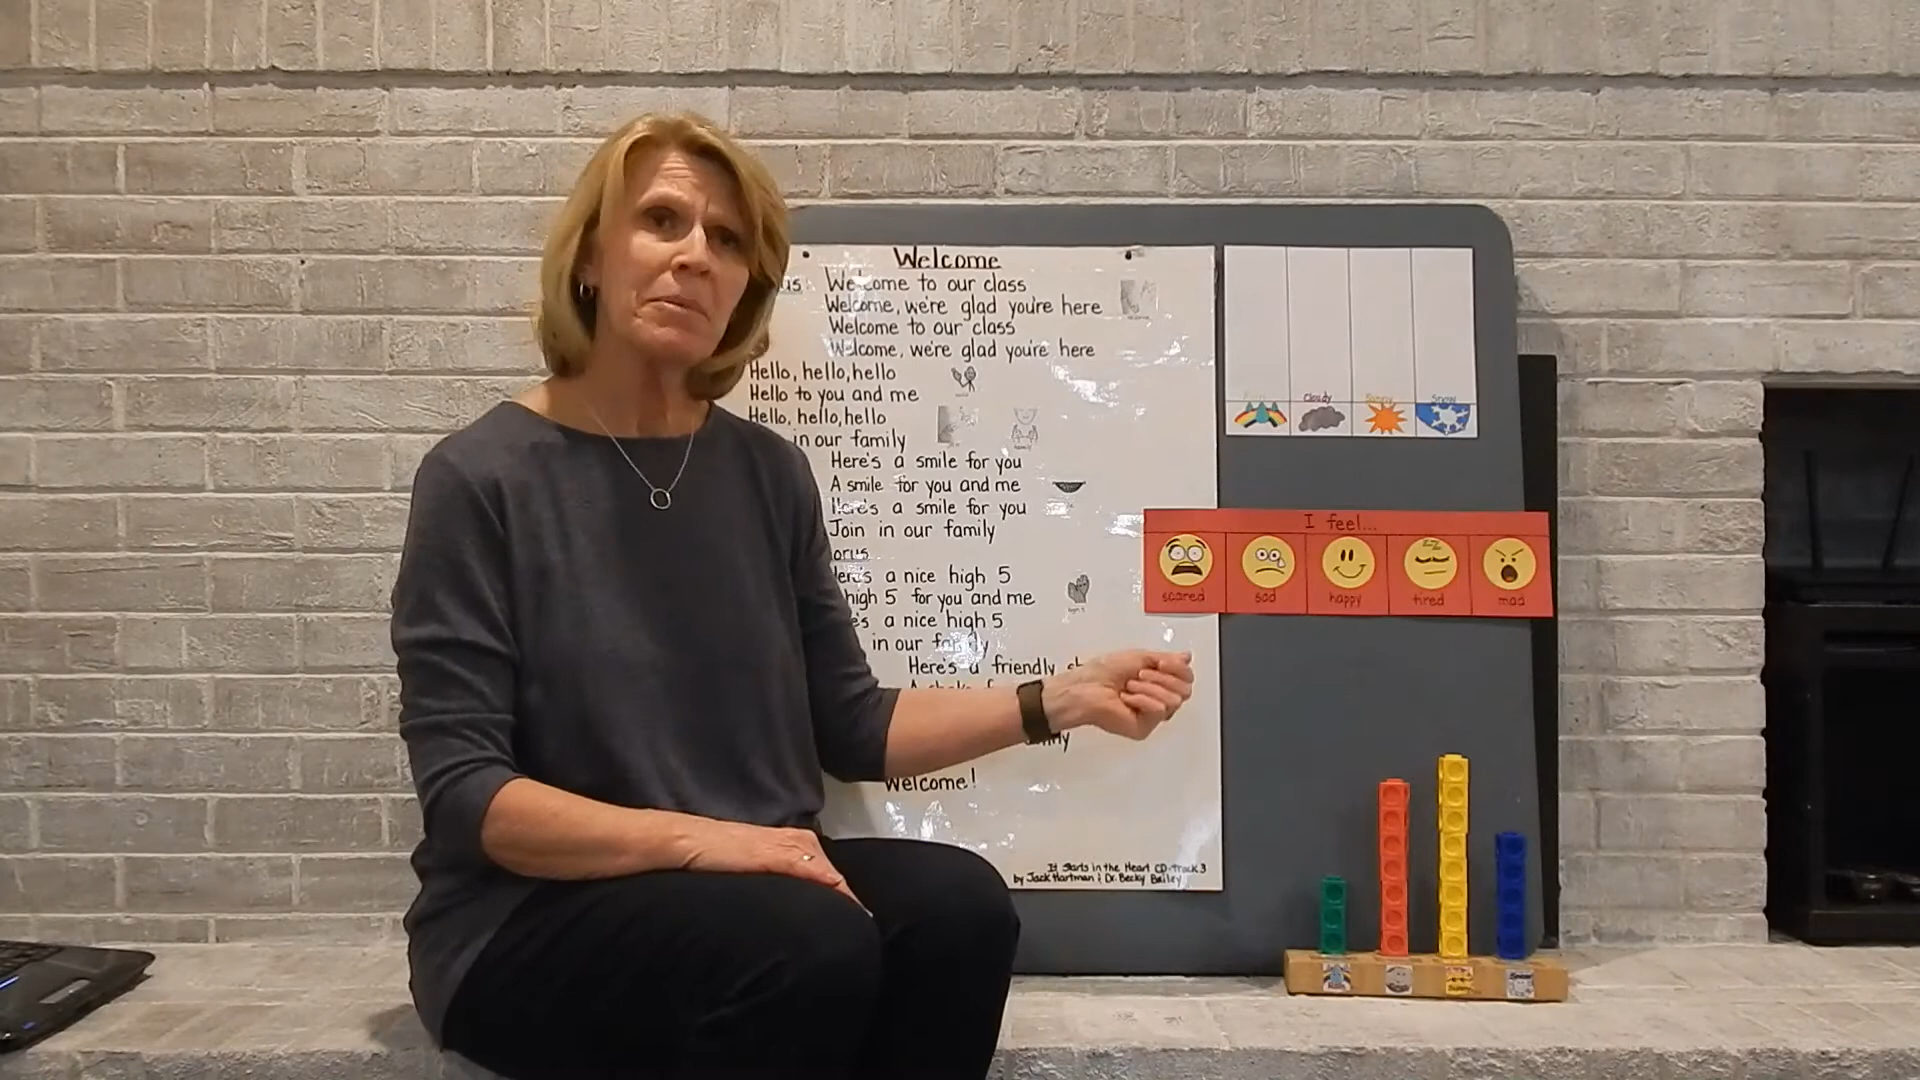 Welcome
Welcome to our class
Welcome, we're glad you're here
Welcome to our class
Welcome, we're glad you're here
Hello, hello, hello
Hello to you and me
Hello, hello, hello
in our family
Here's a smile for you
A smile for you and me
Here's a smile for you
Join in our family
a nice high 5
high 5 for you and me
a nice high 5
in our family
Here's a friendly
Welcome!
It Starts in the Heart CD-track 3
by Jack Hartman & Dr. Becky Bailey
Cloudy
Sunny
Snow
I feel...
scared
sad
happy
tired
mad